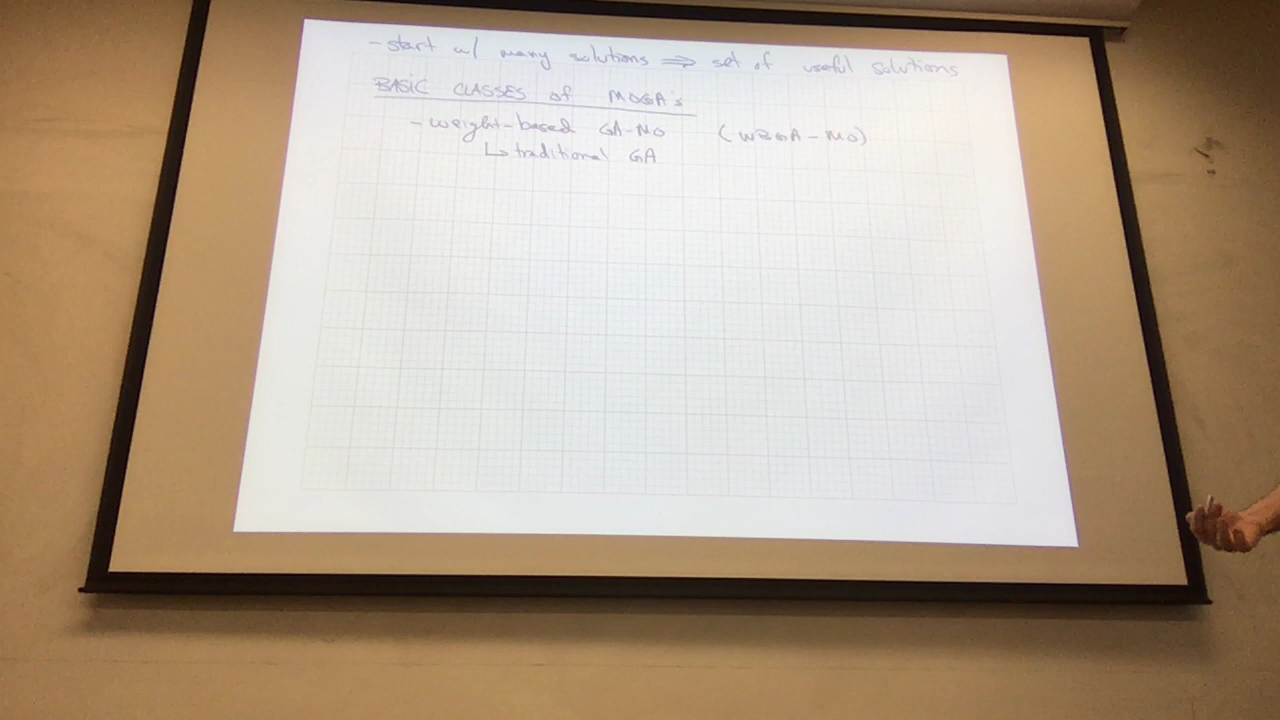 - start w/ many solutions ⇒ set of useful solutions
BASIC CLASSES of MOGA's
- weight-based GA-MO (WBGA-MO)
↳ traditional GA